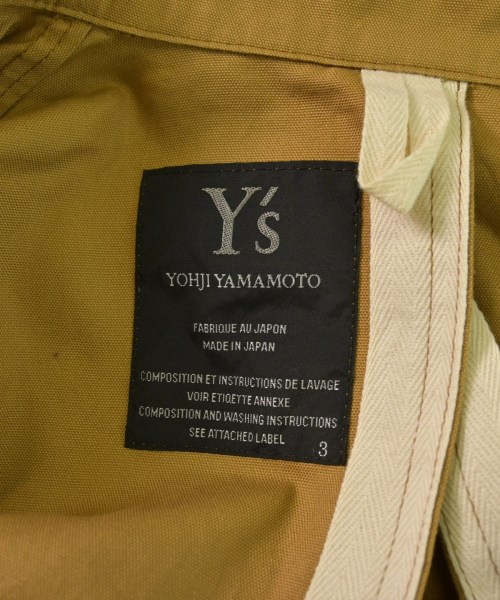 Y's
YOHJI YAMAMOTO
FABRIQUE AU JAPON
MADE IN JAPAN
COMPOSITION ET INSTRUCTIONS DE LAVAGE
VOIR ETIQETTE ANNEXE
COMPOSITION AND WASHING INSTRUCTIONS
SEE ATTACHED LABEL
3